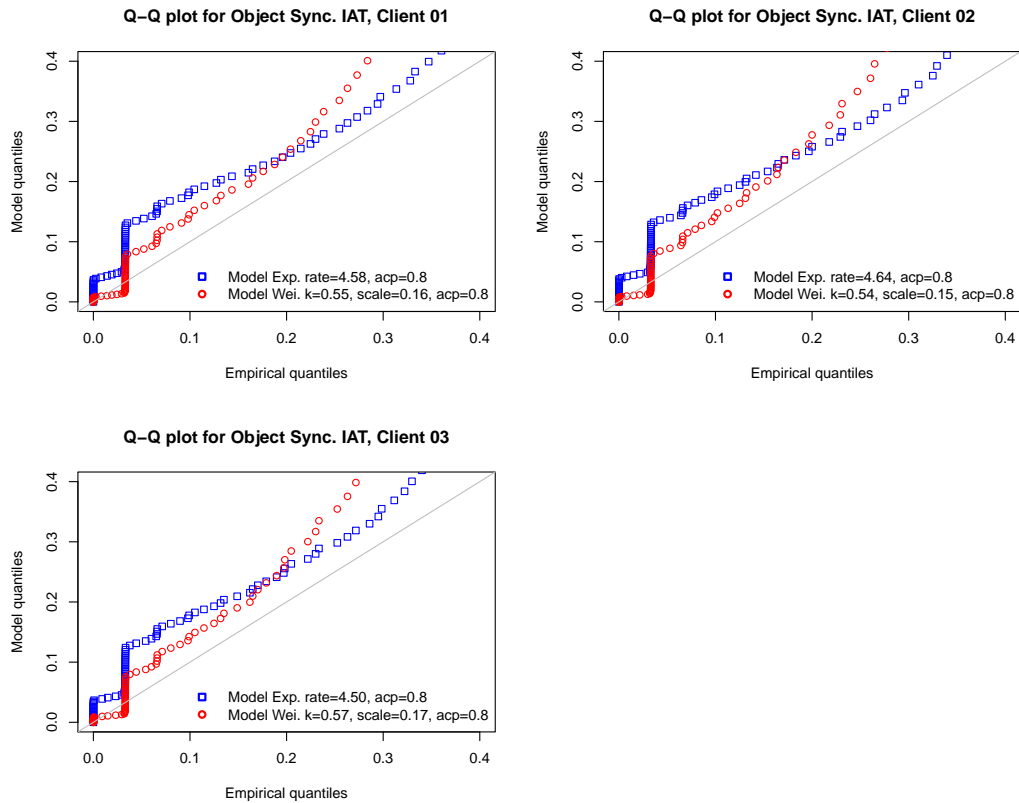 Q−Q plot for Object Sync. IAT, Client 01
Model quantiles
0.4
0.3
0.2
0.1
0.0
Model Exp. rate=4.58, acp=0.8
Model Wei. k=0.55, scale=0.16, acp=0.8
0.0 0.1 0.2 0.3 0.4
Empirical quantiles
Q−Q plot for Object Sync. IAT, Client 02
Model quantiles
0.4
0.3
0.2
0.1
0.0
Model Exp. rate=4.64, acp=0.8
Model Wei. k=0.54, scale=0.15, acp=0.8
0.0 0.1 0.2 0.3 0.4
Empirical quantiles
Q−Q plot for Object Sync. IAT, Client 03
Model quantiles
0.4
0.3
0.2
0.1
0.0
Model Exp. rate=4.50, acp=0.8
Model Wei. k=0.57, scale=0.17, acp=0.8
0.0 0.1 0.2 0.3 0.4
Empirical quantiles